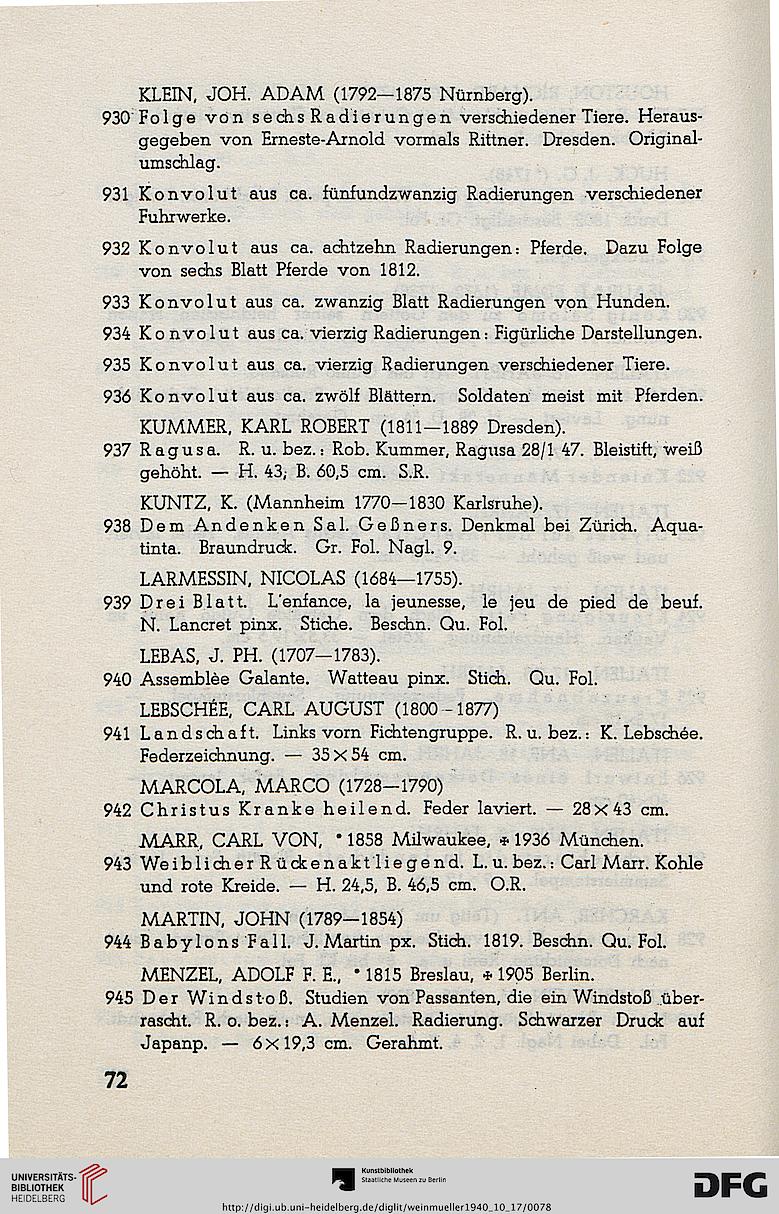 KLEIN, JOH. ADAM (1792—1875 Nürnberg).
930 Folge von sechs Radierungen verschiedener Tiere. Heraus-
gegeben von Erneste-Arnold vormals Rittner. Dresden. Original-
umschlag.
931 Konvolut aus ca. fünfundzwanzig Radierungen verschiedener
Fuhrwerke.
932 Konvolut aus ca. achtzehn Radierungen: Pferde. Dazu Folge
von sechs Blatt Pferde von 1812.
933 Konvolut aus ca. zwanzig Blatt Radierungen von Hunden.
934 Konvolut aus ca. vierzig Radierungen: Figürliche Darstellungen.
935 Konvolut aus ca. vierzig Radierungen verschiedener Tiere.
936 Konvolut aus ca. zwölf Blättern. Soldaten meist mit Pferden.
KUMMER, KARL ROBERT (1811—1889 Dresden).
937 Ragusa. R. u. bez.: Rob. Kummer, Ragusa 28/1 47. Bleistift, weiß
gehöht. — H. 43, B. 60,5 cm. S.R.
KUNTZ, K. (Mannheim 1770—1830 Karlsruhe).
938 Dem Andenken Sal. Geßners. Denkmal bei Zürich. Aqua-
tinta. Braundruck. Gr. Fol. Nagl. 9.
LARMESSIN, NICOLAS (1684—1755).
939 Drei Blatt. L'enfance, la jeunesse, le jeu de pied de beuf.
N. Lancret pinx. Stiche. Beschn. Qu. Fol.
LEBAS, J. PH. (1707—1783).
940 Assemblèe Galante. Watteau pinx. Stich. Qu. Fol.
LEBSCHÉE, CARL AUGUST (1800-1877)
941 Landschaft. Links vorn Fichtengruppe. R. u. bez.: K. Lebschée.
Federzeichnung. — 35×54 cm.
MARCOLA, MARCO (1728—1790)
942 Christus Kranke heilend. Feder laviert. — 28×43 cm.
MARR, CARL VON, * 1858 Milwaukee, + 1936 München.
943 Weiblicher Rückenakt liegend. L. u. bez.: Carl Marr. Kohle
und rote Kreide. — H. 24,5, B. 46,5 cm. O.R.
MARTIN, JOHN (1789—1854)
944 Babylons Fall. J. Martin px. Stich. 1819. Beschn. Qu. Fol.
MENZEL, ADOLF F. E., * 1815 Breslau, + 1905 Berlin.
945 Der Windstoß. Studien von Passanten, die ein Windstoß über-
rascht. R. o. bez.: A. Menzel. Radierung. Schwarzer Druck auf
Japanp. — 6×19,3 cm. Gerahmt.
72
UNIVERSITÄTS-
BIBLIOTHEK
HEIDELBERG
Kunstbibliothek
Staatliche Museen zu Berlin
DFG
http://digi.ub.uni-heidelberg.de/diglit/weinmueller1940_10_17/0078